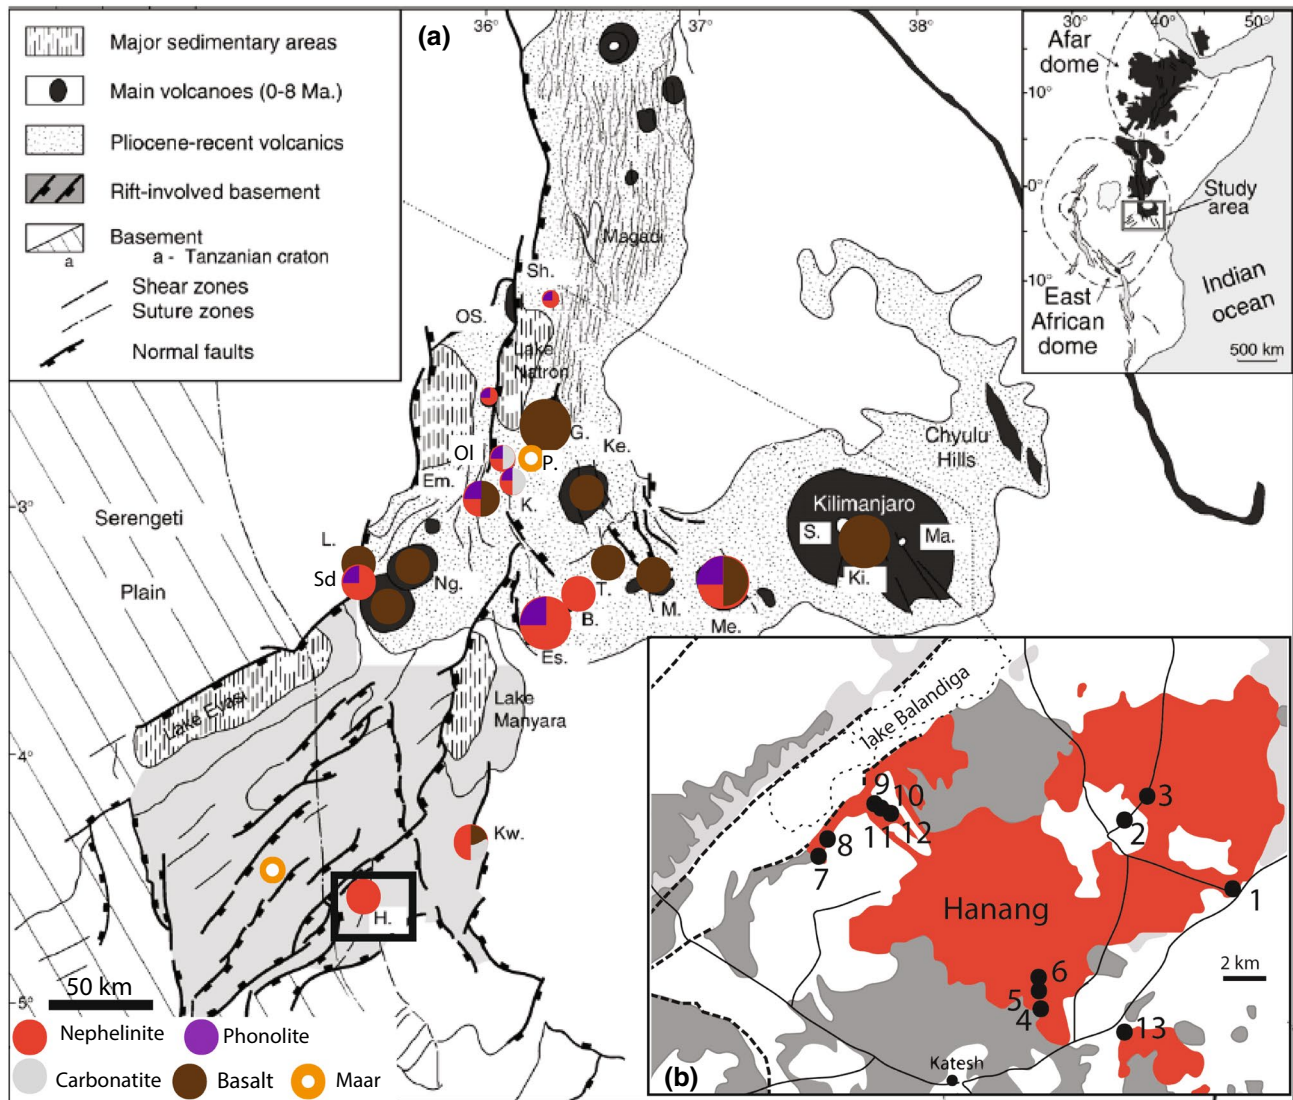 Major sedimentary areas
Main volcanoes (0-8 Ma.)
Pliocene-recent volcanics
Rift-involved basement
Basement
a
a - Tanzanian craton
Shear zones
Suture zones
Normal faults
(a)
36°
37°
38°
30°
40°
50°
Afar
dome
10°
0°
Study
area
10°
East
African
dome
Indian
ocean
500 km
Magadi
Sh.
OS.
Lake
Natron
G.
Ke.
Ol
P.
Em.
K.
Chyulu
Hills
3°
Serengeti
Plain
L.
Sd
Ng.
T.
B.
M.
Es.
Me.
Kilimanjaro
S.
Ma.
Ki.
Lake Eyasi
Lake
Manyara
4°
Kw.
H.
50 km
5°
Nephelinite
Phonolite
Carbonatite
Basalt
Maar
lake Balandiga
9
10
11
12
8
7
3
2
1
Hanang
6
5
4
13
2 km
Katesh
(b)